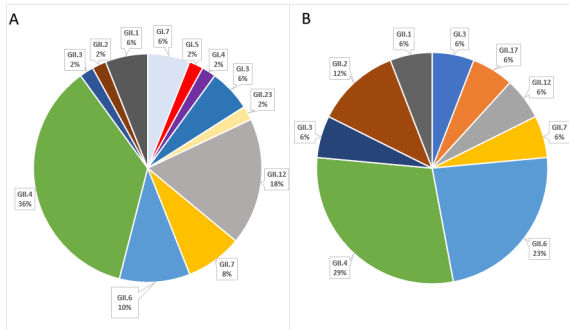 A
GI.7
6%
GI.5
2%
GI.4
2%
GI.3
6%
GII.23
2%
GII.12
18%
GII.7
8%
GII.6
10%
GII.4
36%
GII.3
2%
GII.2
2%
GII.1
6%
B
GI.3
6%
GII.17
6%
GII.12
6%
GII.7
6%
GII.6
23%
GII.4
29%
GII.3
6%
GII.2
12%
GII.1
6%